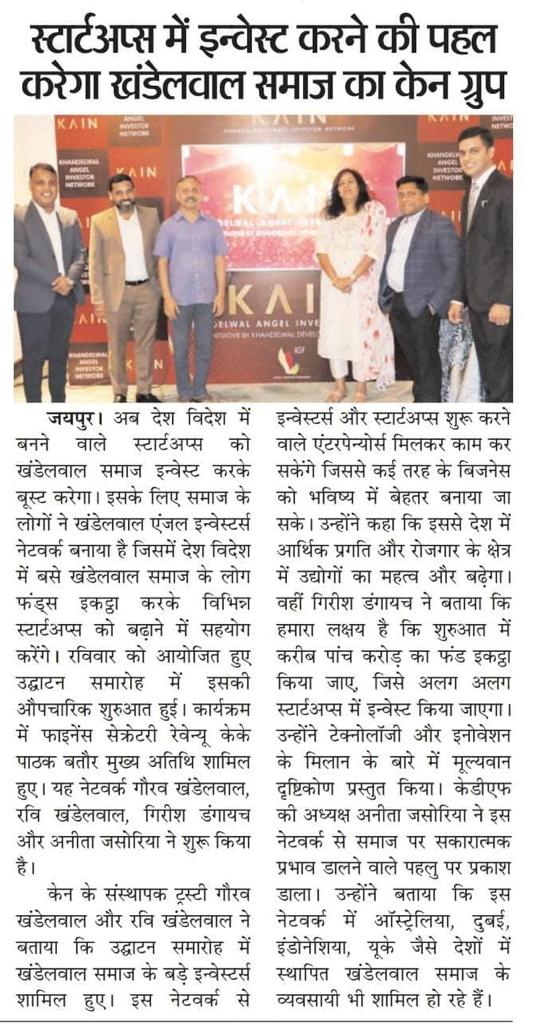 स्टार्टअप्स में इन्वेस्ट करने की पहल
करेगा खंडेलवाल समाज का केन ग्रुप
KAIN
ANGEL
INVESTOR
NETWORK
KAIN
KHANDELWAL ANGEL INVESTOR NETWORK
KAIN
KHANDELWAL
ANGEL
INVESTOR
NETWORK
KAIN
KAIN
KAIN
KDF
जयपुर। अब देश विदेश में
बनने वाले स्टार्टअप्स को
खंडेलवाल समाज इन्वेस्ट करके
बूस्ट करेगा। इसके लिए समाज के
लोगों ने खंडेलवाल एंजल इन्वेस्टर्स
नेटवर्क बनाया है जिसमें देश विदेश
में बसे खंडेलवाल समाज के लोग
फंड्स इकट्ठा करके विभिन्न
स्टार्टअप्स को बढ़ाने में सहयोग
करेंगे। रविवार को आयोजित हुए
उद्घाटन समारोह में इसकी
औपचारिक शुरुआत हुई। कार्यक्रम
में फाइनेंस सेक्रेटरी रेवेन्यू केके
पाठक बतौर मुख्य अतिथि शामिल
हुए। यह नेटवर्क गौरव खंडेलवाल,
रवि खंडेलवाल, गिरीश डंगायच
और अनीता जसोरिया ने शुरू किया
है।
केन के संस्थापक ट्रस्टी गौरव
खंडेलवाल और रवि खंडेलवाल ने
बताया कि उद्घाटन समारोह में
खंडेलवाल समाज के बड़े इन्वेस्टर्स
शामिल हुए। इस नेटवर्क से
इन्वेस्टर्स और स्टार्टअप्स शुरू करने
वाले एंटरपेन्योर्स मिलकर काम कर
सकेंगे जिससे कई तरह के बिजनेस
को भविष्य में बेहतर बनाया जा
सके। उन्होंने कहा कि इससे देश में
आर्थिक प्रगति और रोजगार के क्षेत्र
में उद्योगों का महत्व और बढ़ेगा।
वहीं गिरीश डंगायच ने बताया कि
हमारा लक्षय है कि शुरुआत में
करीब पांच करोड़ का फंड इकट्ठा
किया जाए, जिसे अलग अलग
स्टार्टअप्स में इन्वेस्ट किया जाएगा।
उन्होंने टेक्नोलॉजी और इनोवेशन
के मिलान के बारे में मूल्यवान
दृष्टिकोण प्रस्तुत किया। केडीएफ
की अध्यक्ष अनीता जसोरिया ने इस
नेटवर्क से समाज पर सकारात्मक
प्रभाव डालने वाले पहलु पर प्रकाश
डाला। उन्होंने बताया कि इस
नेटवर्क में ऑस्ट्रेलिया, दुबई,
इंडोनेशिया, यूके जैसे देशों में
स्थापित खंडेलवाल समाज के
व्यवसायी भी शामिल हो रहे हैं।